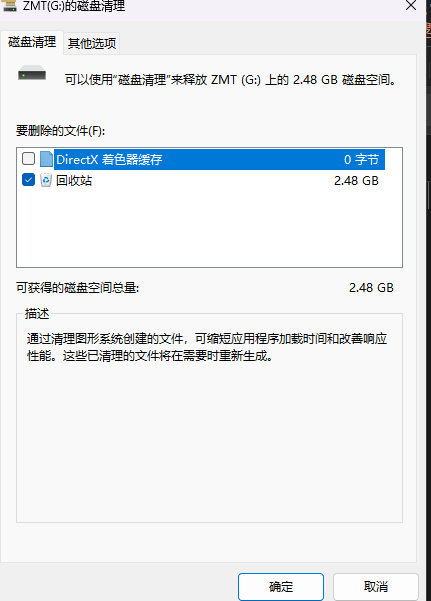 ZMT(G:)的磁盘清理
磁盘清理 其他选项
可以使用“磁盘清理”来释放 ZMT (G:) 上的 2.48 GB 磁盘空间。
要删除的文件(F):
DirectX 着色器缓存 0 字节
回收站 2.48 GB
可获得的磁盘空间总量: 2.48 GB
描述
通过清理图形系统创建的文件，可缩短应用程序加载时间和改善响应
性能。这些已清理的文件将在需要时重新生成。
确定 取消